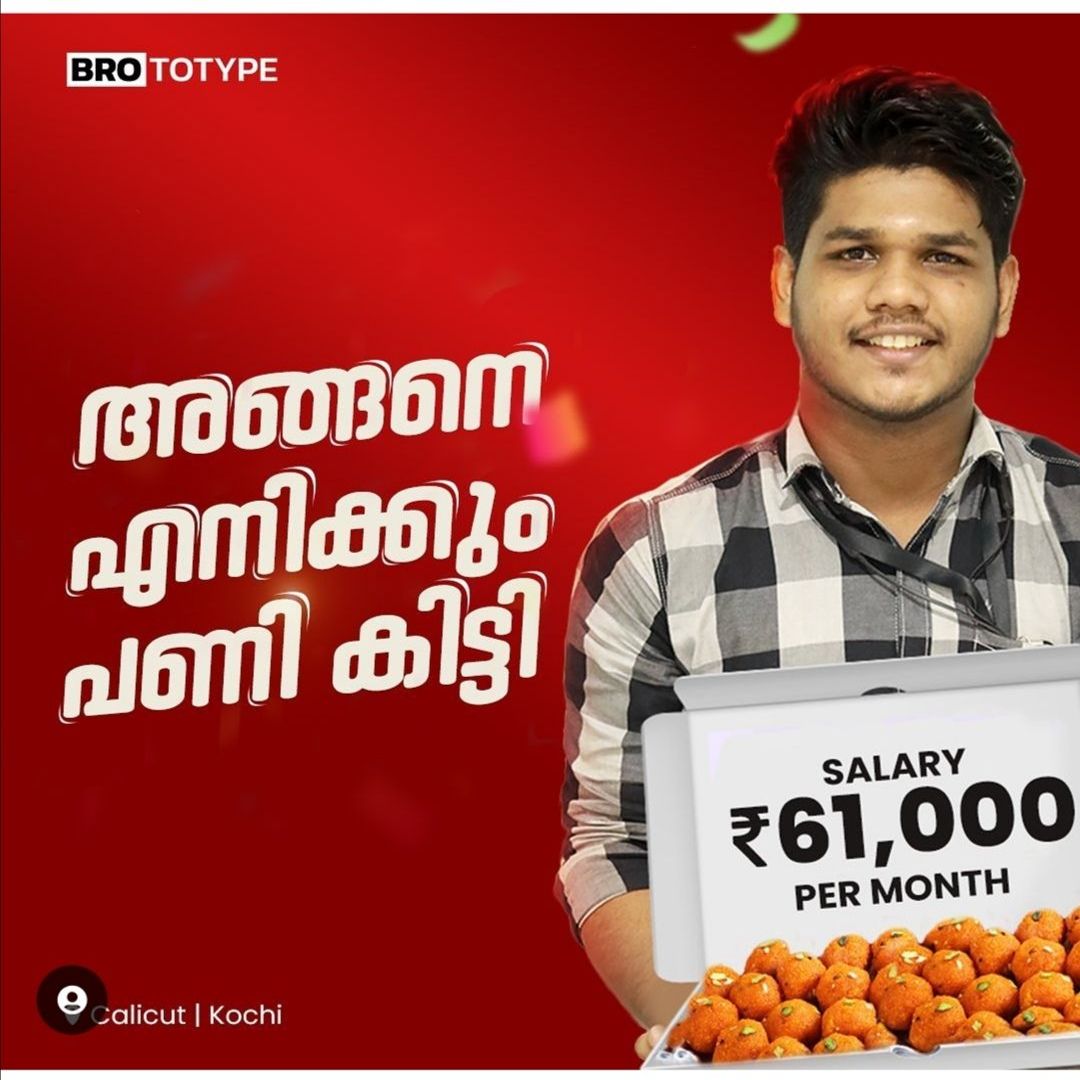 BROTOTYPE
അങ്ങനെ
എനിക്കും
പണി കിട്ടി
SALARY
₹61,000
PER MONTH
Calicut | Kochi